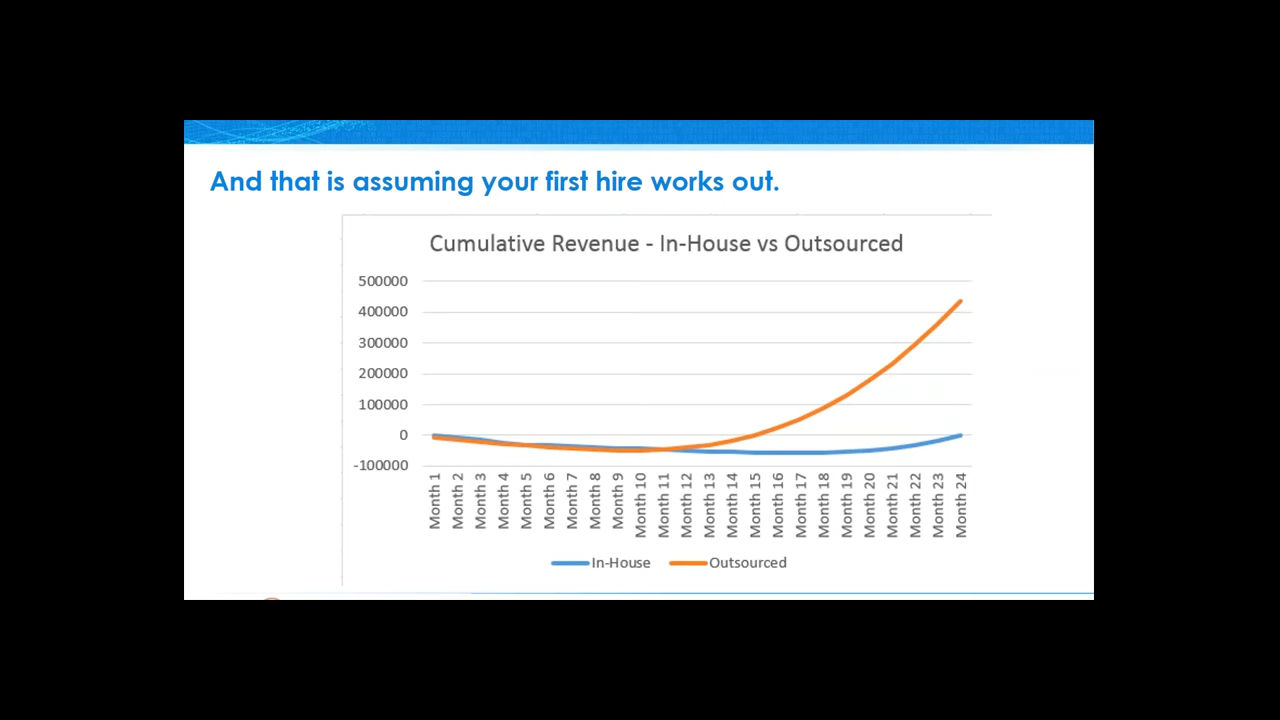 And that is assuming your first hire works out.
Cumulative Revenue - In-House vs Outsourced
500000
400000
300000
200000
100000
0
-100000
Month 1
Month 2
Month 3
Month 4
Month 5
Month 6
Month 7
Month 8
Month 9
Month 10
Month 11
Month 12
Month 13
Month 14
Month 15
Month 16
Month 17
Month 18
Month 19
Month 20
Month 21
Month 22
Month 23
Month 24
In-House Outsourced